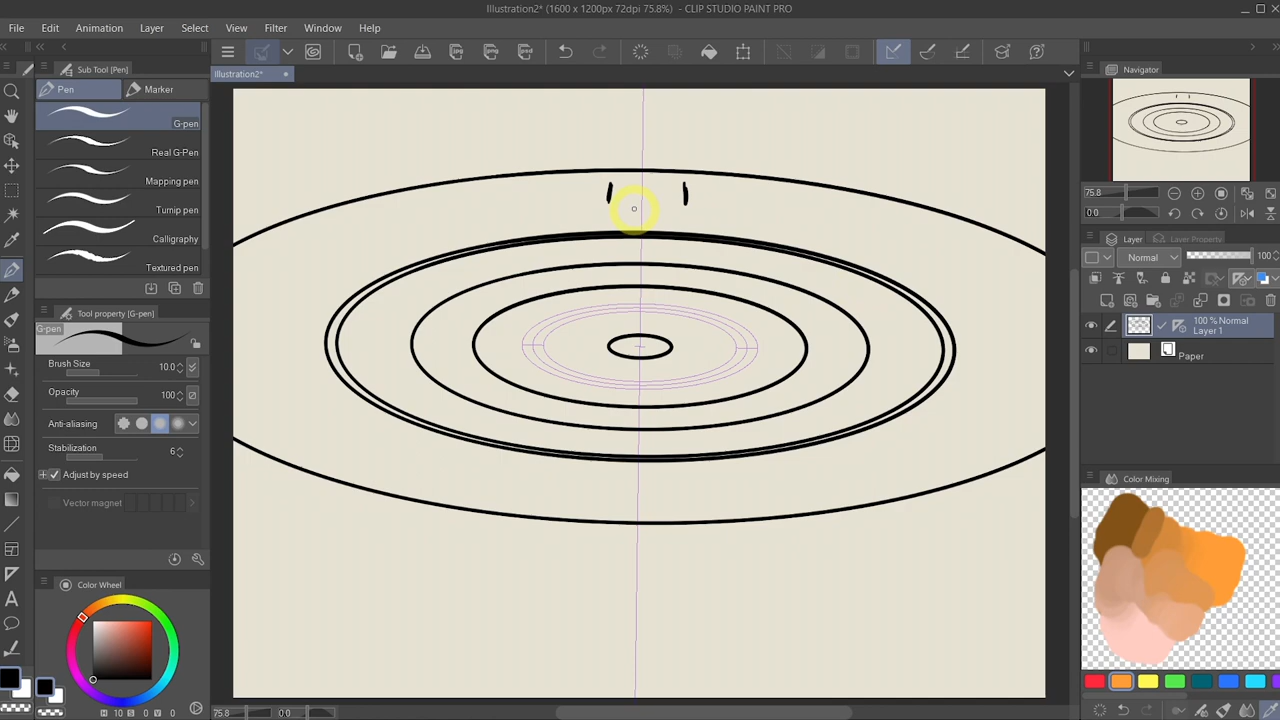 Illustration2* (1600 x 1200px 72dpi 75.8%) - CLIP STUDIO PAINT PRO
File Edit Animation Layer Select View Filter Window Help
Sub Tool [Pen]
Illustration2*
Navigator
Pen Marker
G-pen
Real G-Pen
Mapping pen
Turnip pen
Calligraphy
Textured pen
75.8
0.0
Layer Layer Property
Normal 100
100 % Normal
Layer 1
Paper
Tool property [G-pen]
G-pen
Brush Size 10.0
Opacity 100
Anti-aliasing
Stabilization 6
Adjust by speed
Vector magnet
Color Mixing
Color Wheel
H 10 S 0 V 0
75.8 0.0